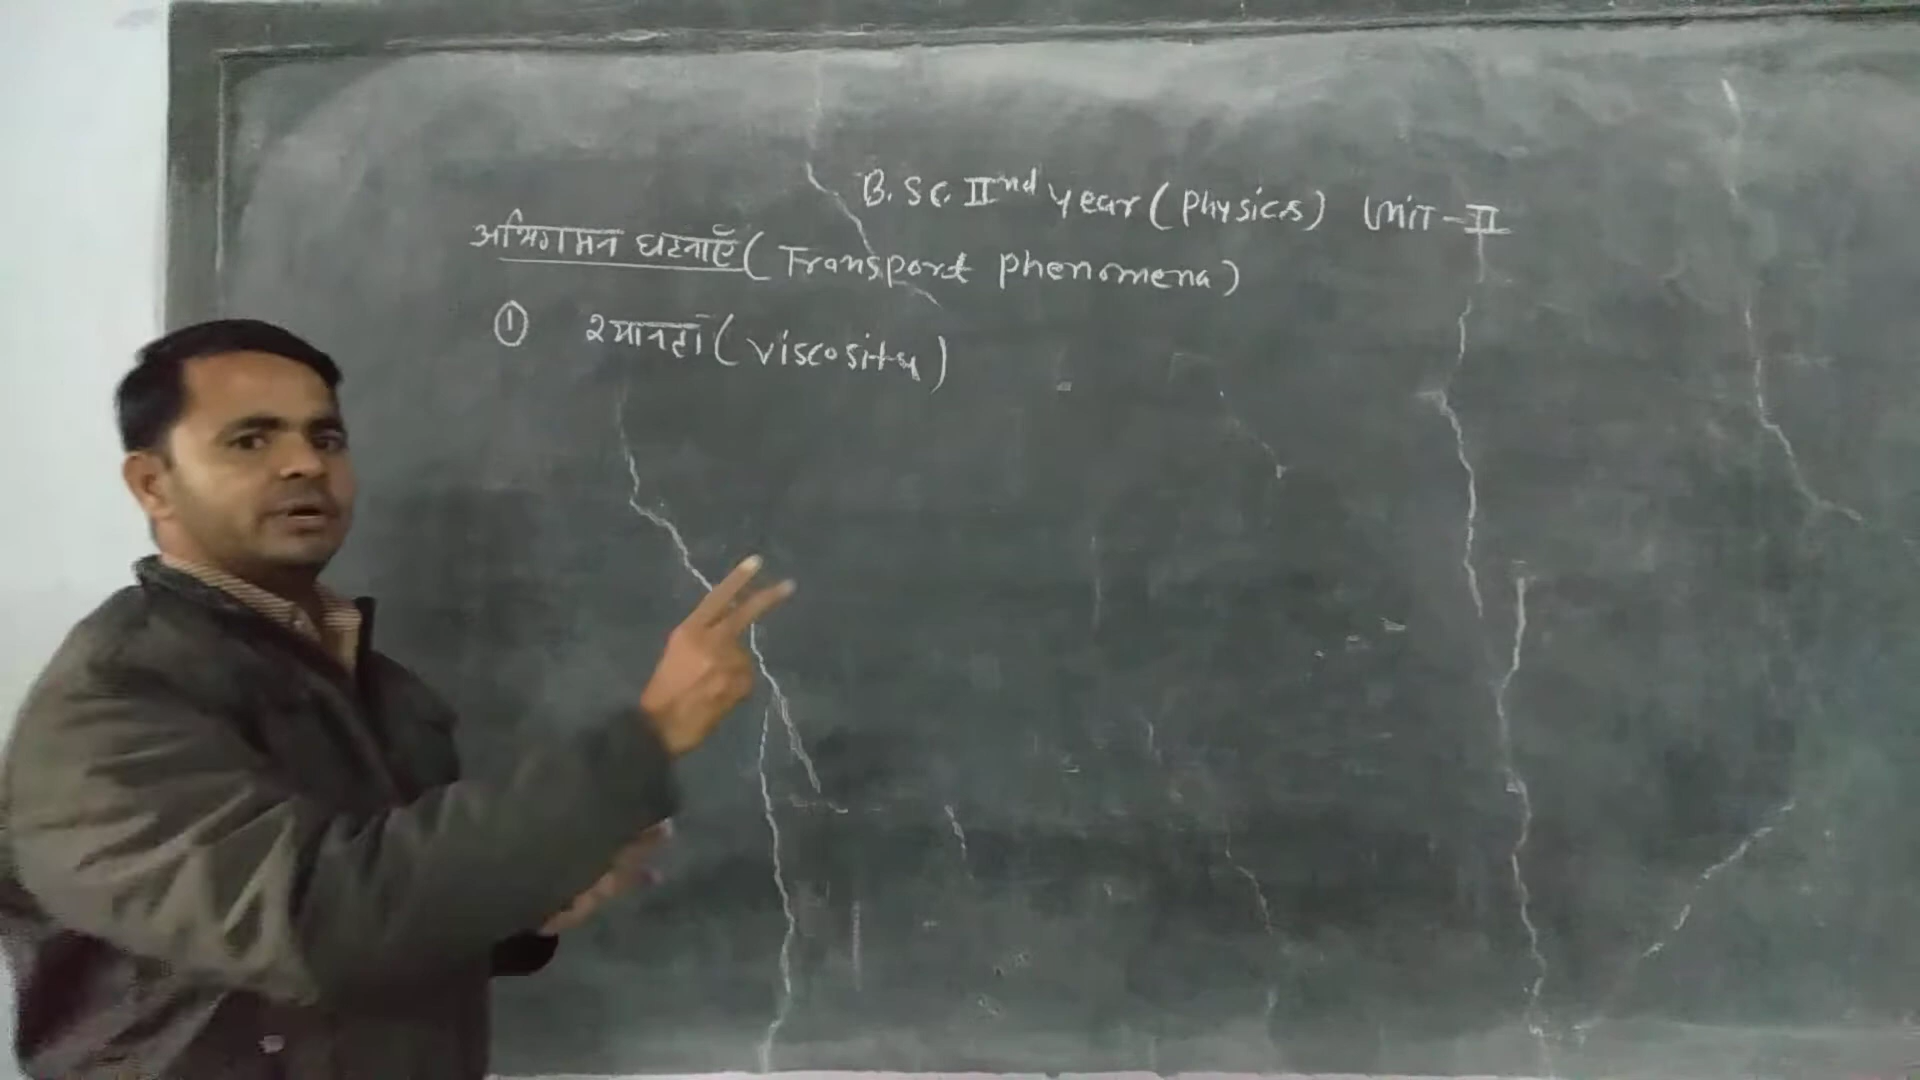 B.Sc. IInd year (Physics) Unit-II
अभिगमन घटनाएँ (Transport phenomena)
① श्यानता (viscosity)